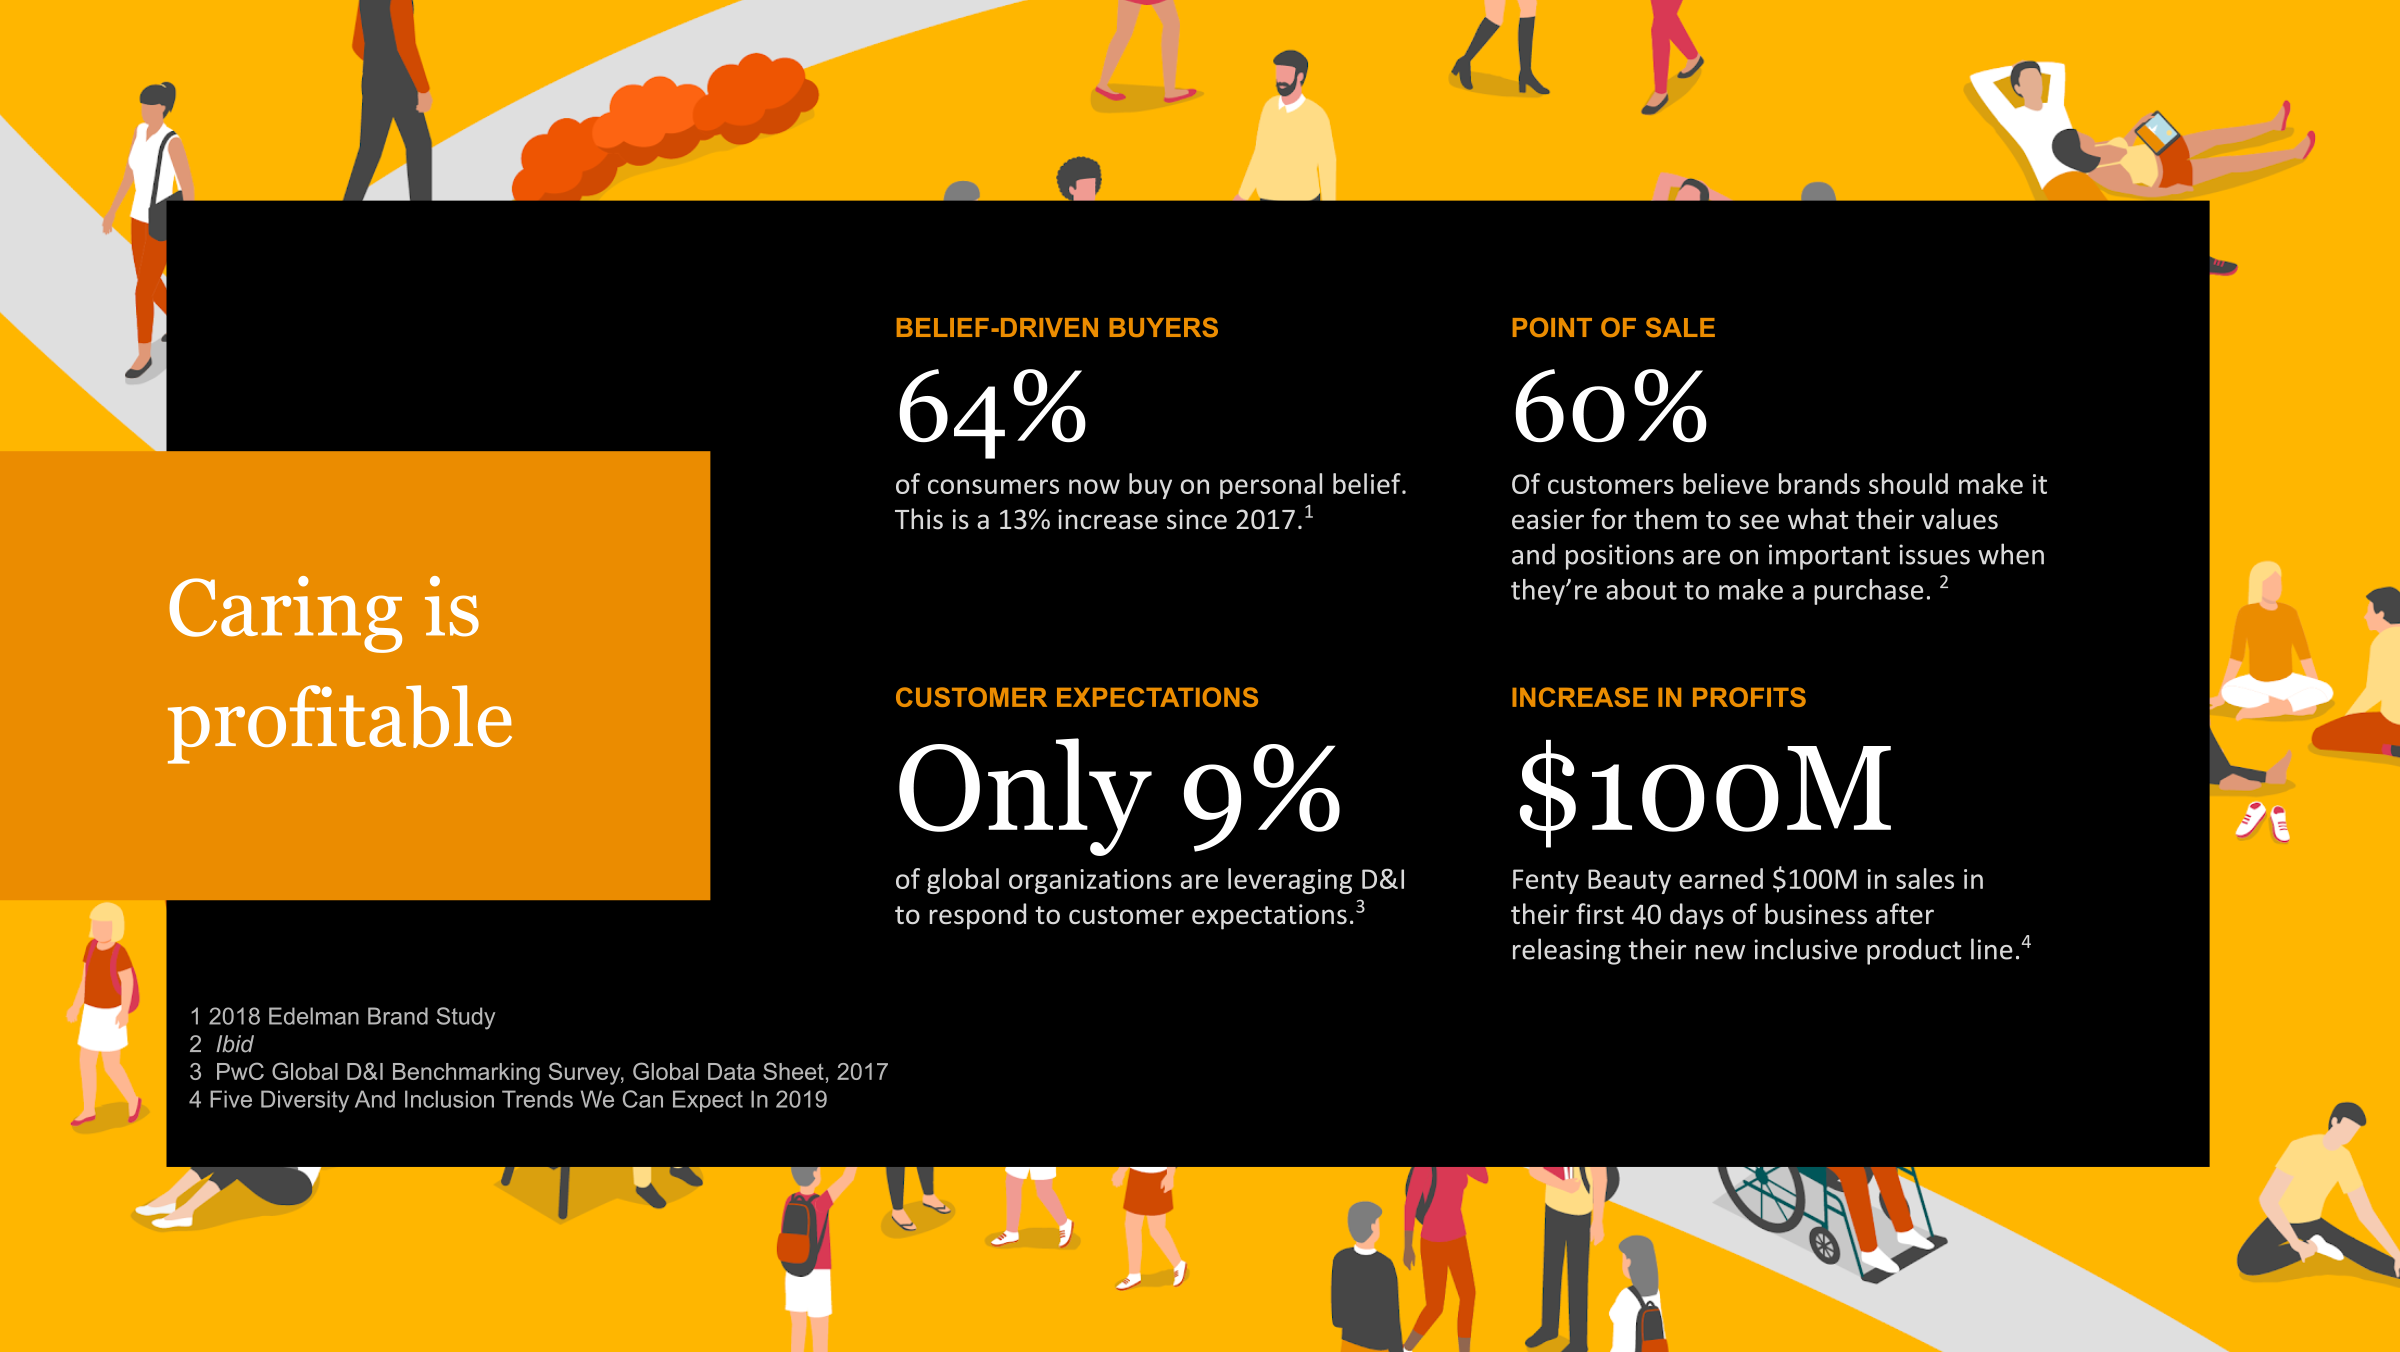 Caring is
profitable
BELIEF-DRIVEN BUYERS
64%
of consumers now buy on personal belief.
This is a 13% increase since 2017.1
POINT OF SALE
60%
Of customers believe brands should make it
easier for them to see what their values
and positions are on important issues when
they’re about to make a purchase. 2
CUSTOMER EXPECTATIONS
Only 9%
of global organizations are leveraging D&I
to respond to customer expectations.3
INCREASE IN PROFITS
$100M
Fenty Beauty earned $100M in sales in
their first 40 days of business after
releasing their new inclusive product line.4
1 2018 Edelman Brand Study
2 Ibid
3 PwC Global D&I Benchmarking Survey, Global Data Sheet, 2017
4 Five Diversity And Inclusion Trends We Can Expect In 2019